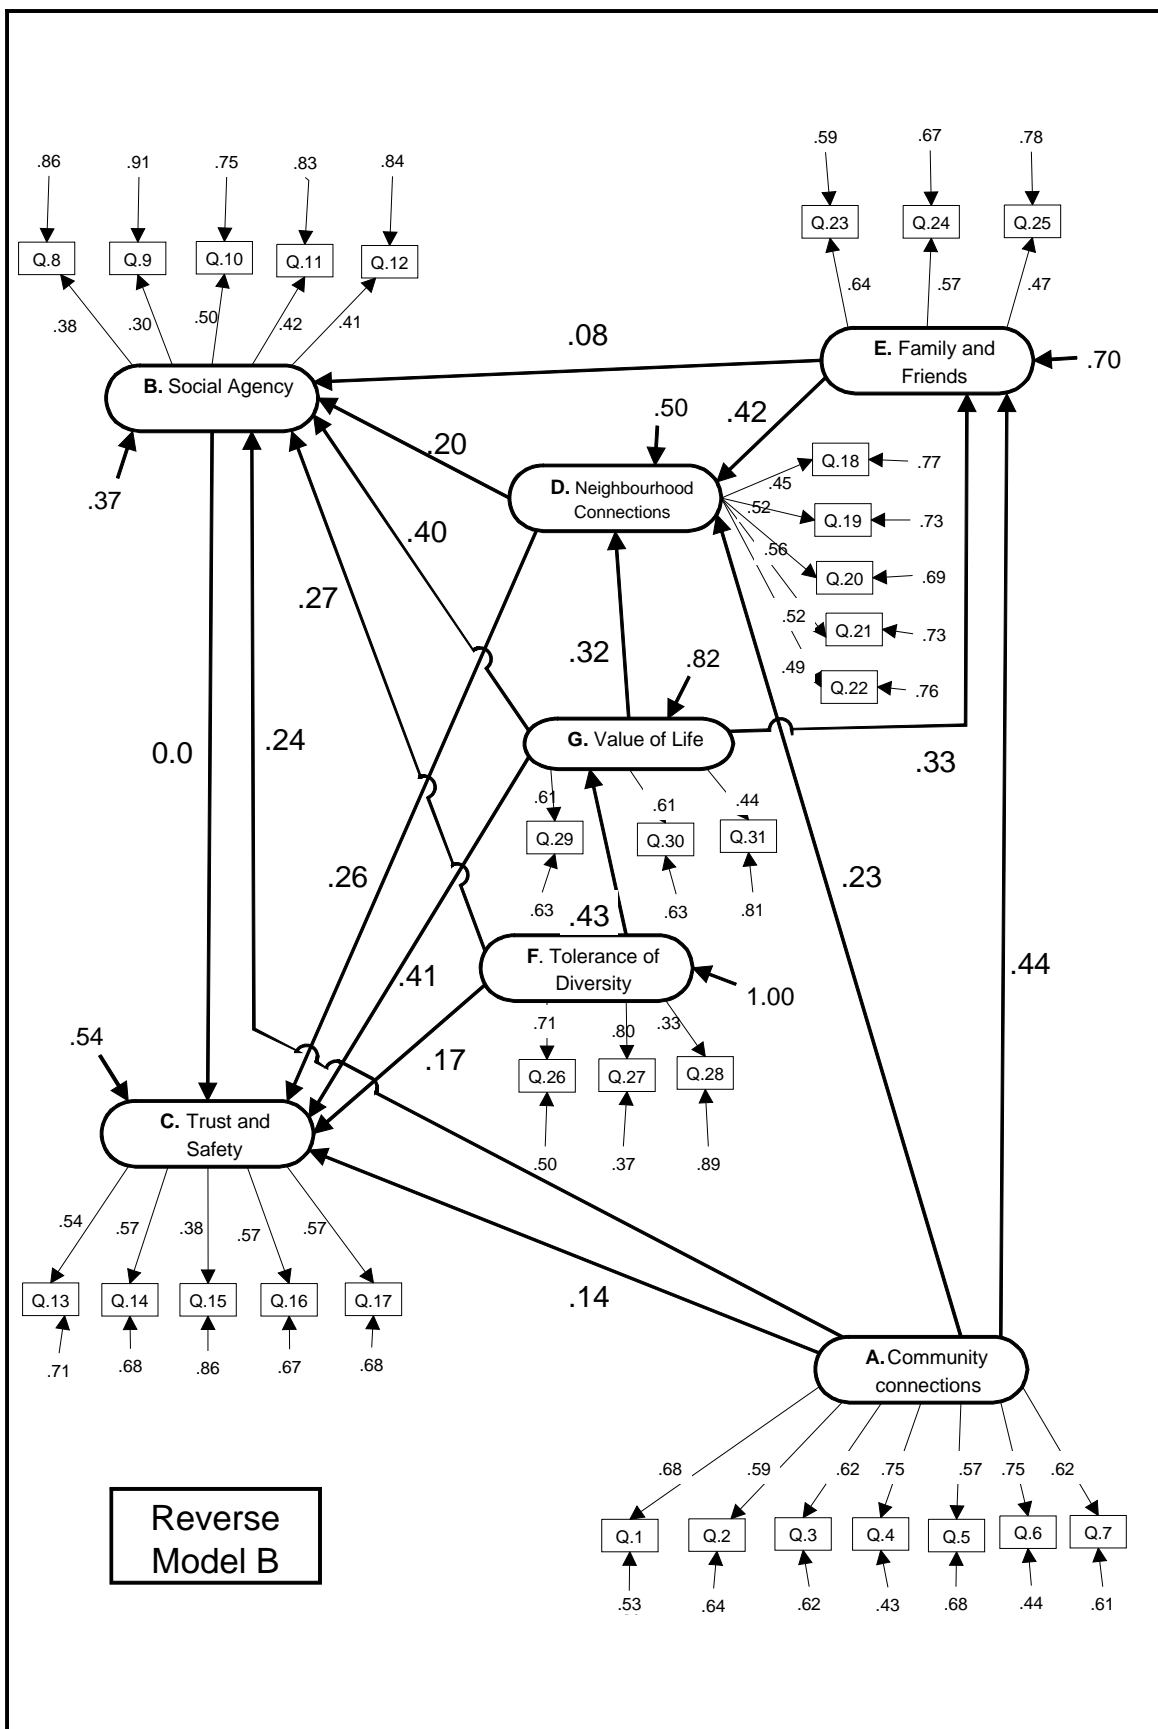 .59 .67 .78
.86 .91 .75 .83 .84
Q.23 Q.24 Q.25
Q.8 Q.9 Q.10 Q.11 Q.12
.64 .57 .47
.38 .30 .50 .42 .41
.08
E. Family and
Friends
.70
B. Social Agency
.50 .42
.20
.37
D. Neighbourhood
Connections
.45 Q.18 .77
.52 Q.19 .73
.56 Q.20 .69
.52 Q.21 .73
.49 Q.22 .76
.40
.27
.32 .82
0.0 .24
G. Value of Life
.33
.61 .61 .44
Q.29 Q.30 Q.31
.63 .63 .81
.26 .43 .23
F. Tolerance of
Diversity
.41 1.00 .44
.71 .80 .33
.54 .17
Q.26 Q.27 Q.28
.50 .37 .89
C. Trust and
Safety
.54 .57 .38 .57 .57
Q.13 Q.14 Q.15 Q.16 Q.17
.71 .68 .86 .67 .68
.14
A. Community
connections
.68 .59 .62 .75 .57 .75 .62
Q.1 Q.2 Q.3 Q.4 Q.5 Q.6 Q.7
.53 .64 .62 .43 .68 .44 .61
Reverse
Model B